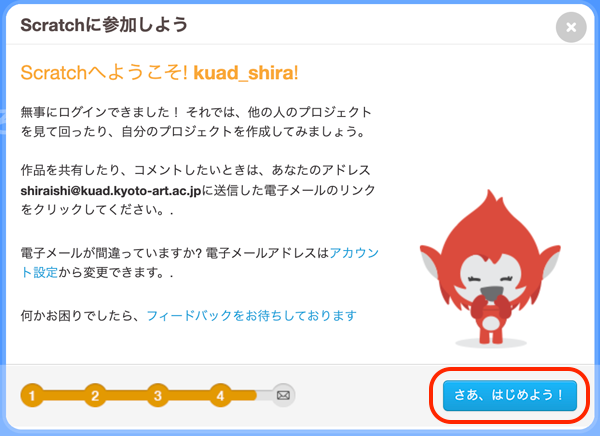 Scratchに参加しよう
Scratchへようこそ! kuad_shira!
無事にログインできました！ それでは、他の人のプロジェクト
を見て回ったり、自分のプロジェクトを作成してみましょう。
作品を共有したり、コメントしたいときは、あなたのアドレス
shiraishi@kuad.kyoto-art.ac.jpに送信した電子メールのリンク
をクリックしてください。.
電子メールが間違っていますか? 電子メールアドレスはアカウン
ト設定から変更できます。.
何かお困りでしたら、フィードバックをお待ちしております
1 2 3 4
さあ、はじめよう！